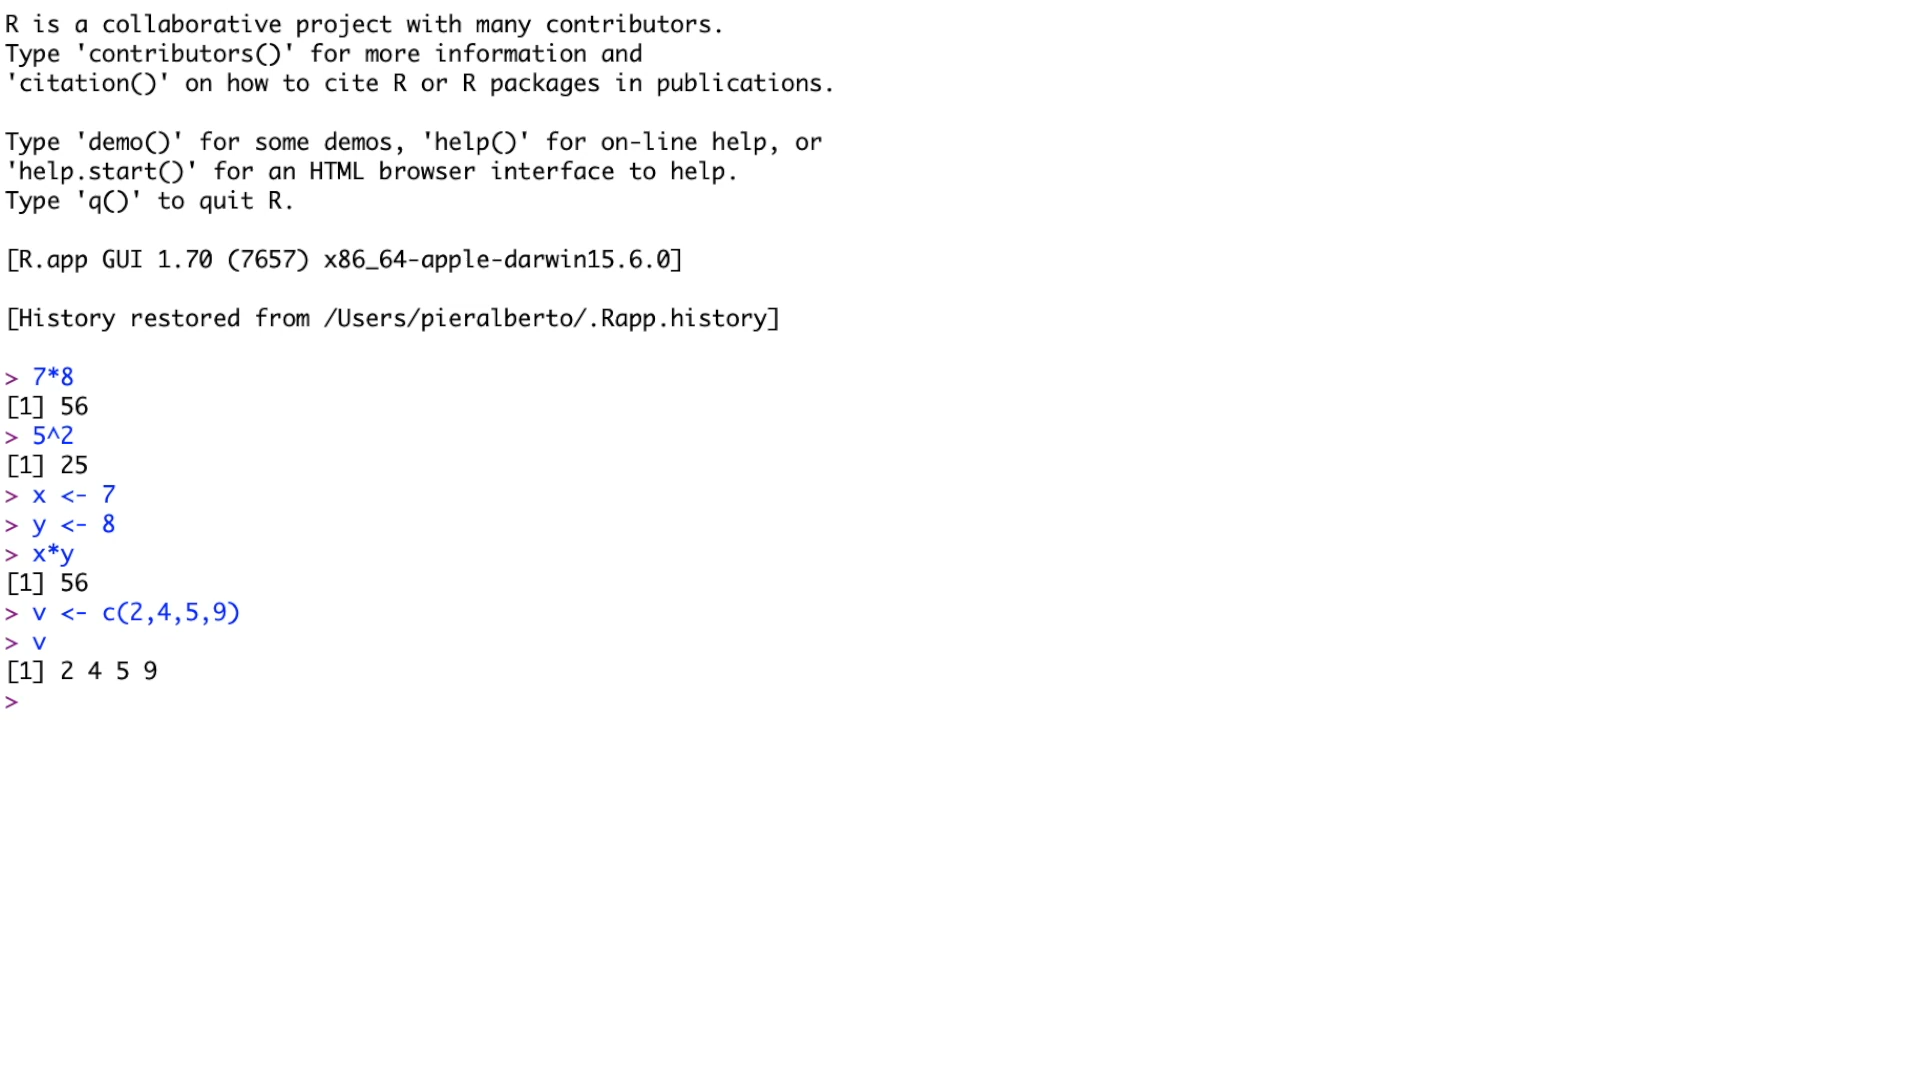 R is a collaborative project with many contributors.
Type 'contributors()' for more information and
'citation()' on how to cite R or R packages in publications.
Type 'demo()' for some demos, 'help()' for on-line help, or
'help.start()' for an HTML browser interface to help.
Type 'q()' to quit R.
[R.app GUI 1.70 (7657) x86_64-apple-darwin15.6.0]
[History restored from /Users/pieralberto/.Rapp.history]
> 7*8
[1] 56
> 5^2
[1] 25
> x <- 7
> y <- 8
> x*y
[1] 56
> v <- c(2,4,5,9)
> v
[1] 2 4 5 9
>